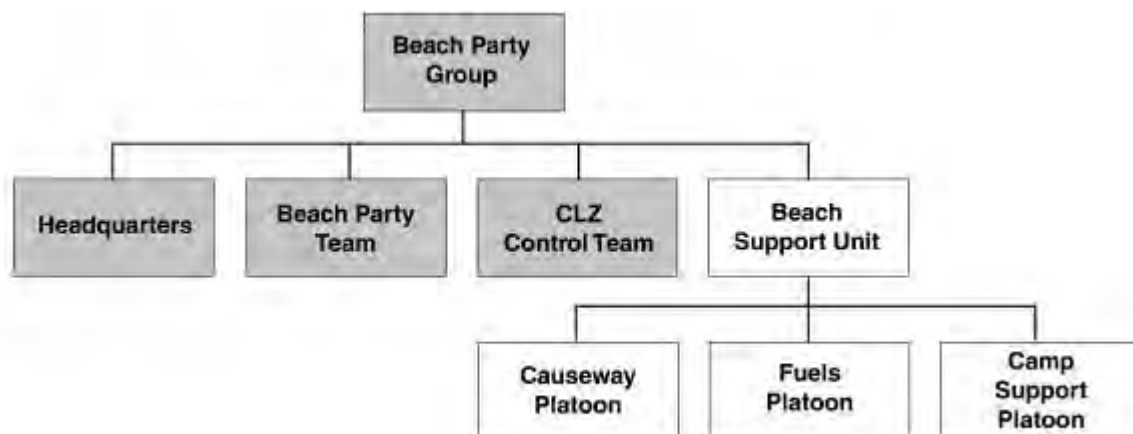 Beach Party
Group
Headquarters
Beach Party
Team
CLZ
Control Team
Beach
Support Unit
Causeway
Platoon
Fuels
Platoon
Camp
Support
Platoon